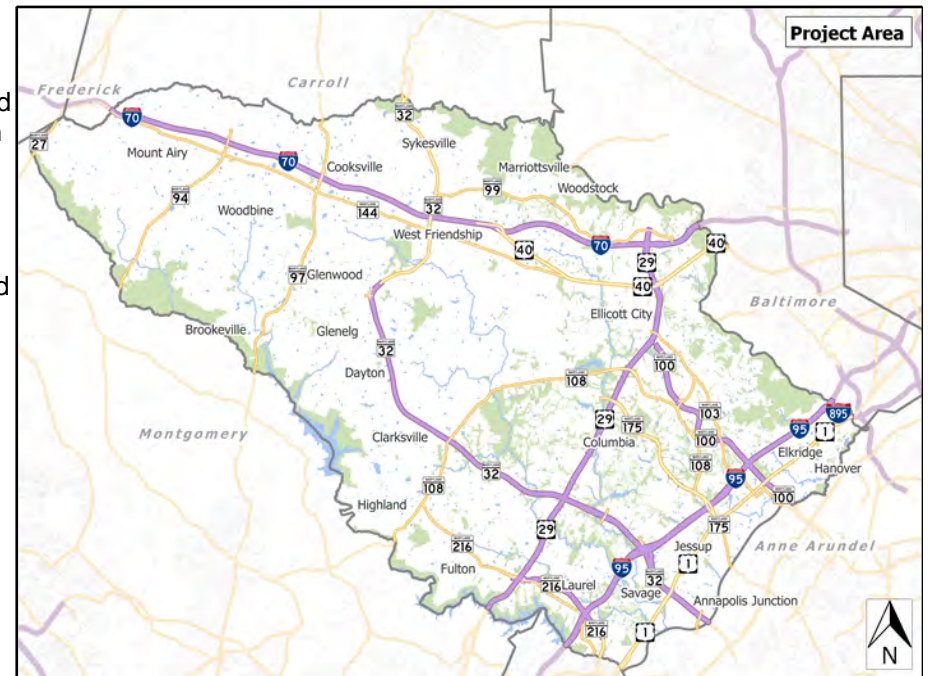 Project Area
Carroll
Frederick
d
n
32
70
27
Mount Airy
Sykesville
70
Cooksville
Marriottsville
99
Woodstock
94
Woodbine
144
32
West Friendship
40
70
40
29
97
Glenwood
40
Baltimore
d
Ellicott City
Brookeville
Glenelg
32
100
Dayton
108
29
175
103
895
95
1
Montgomery
Clarksville
Columbia
100
Elkridge
32
108
Hanover
108
95
Highland
100
29
175
216
Jessup
Anne Arundel
Fulton
95
1
216
Laurel
32
Savage
Annapolis Junction
216
1
N